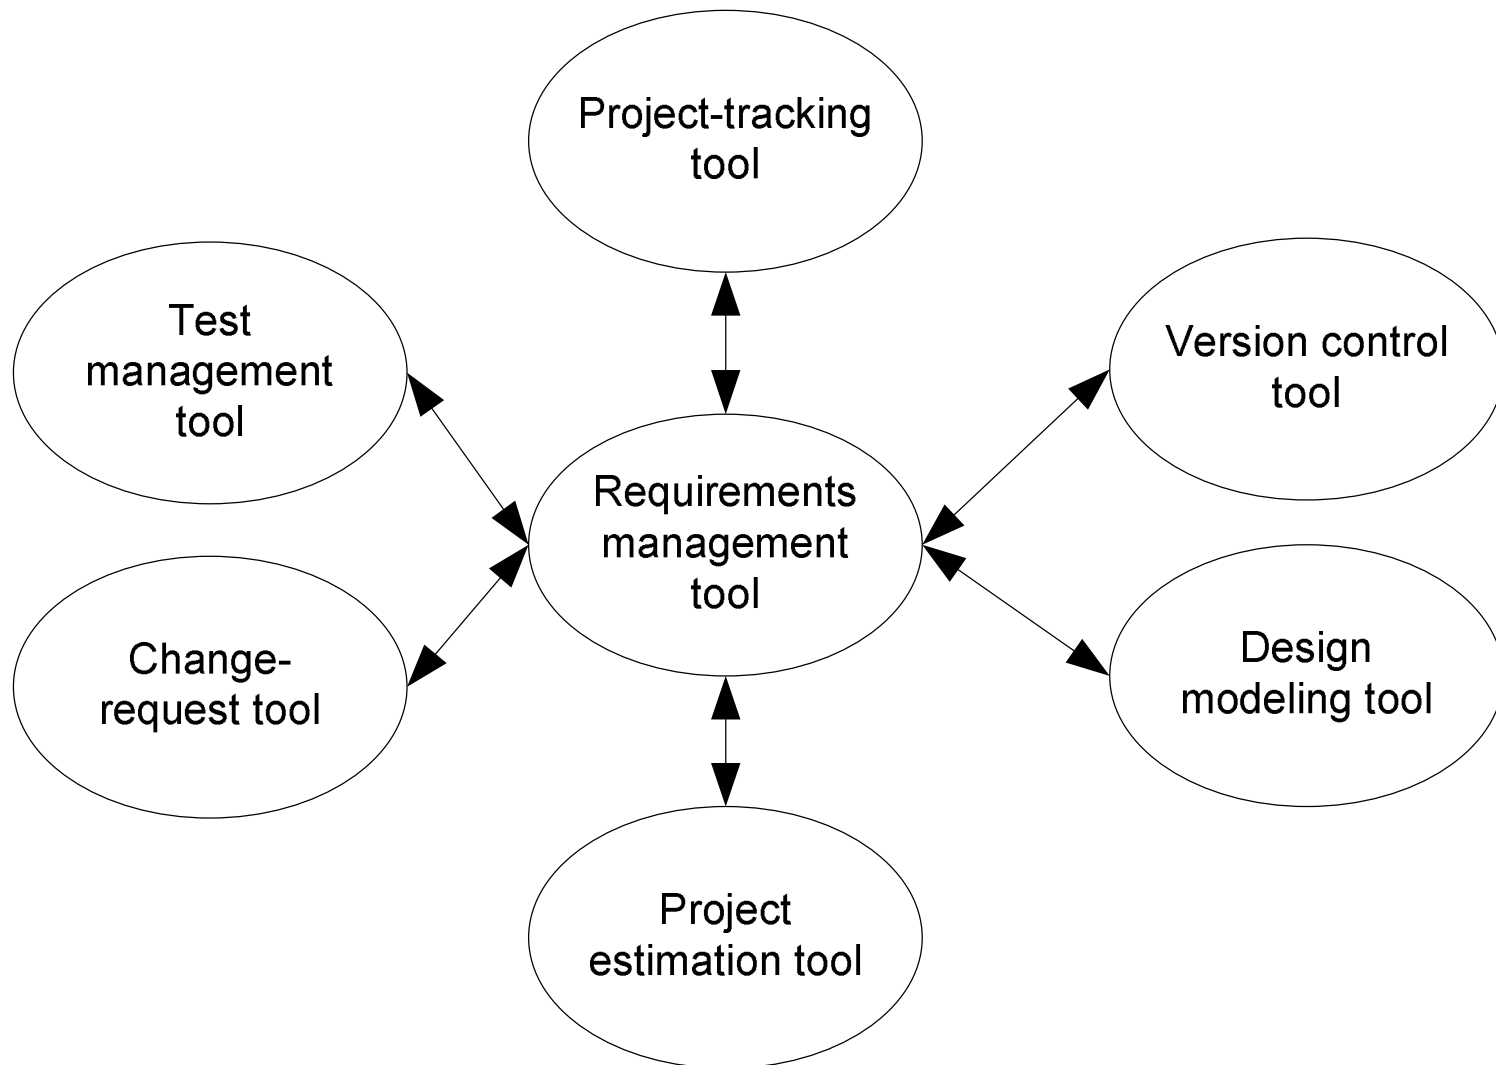 Project-tracking
tool
Test
management
tool
Version control
tool
Requirements
management
tool
Change-
request tool
Design
modeling tool
Project
estimation tool